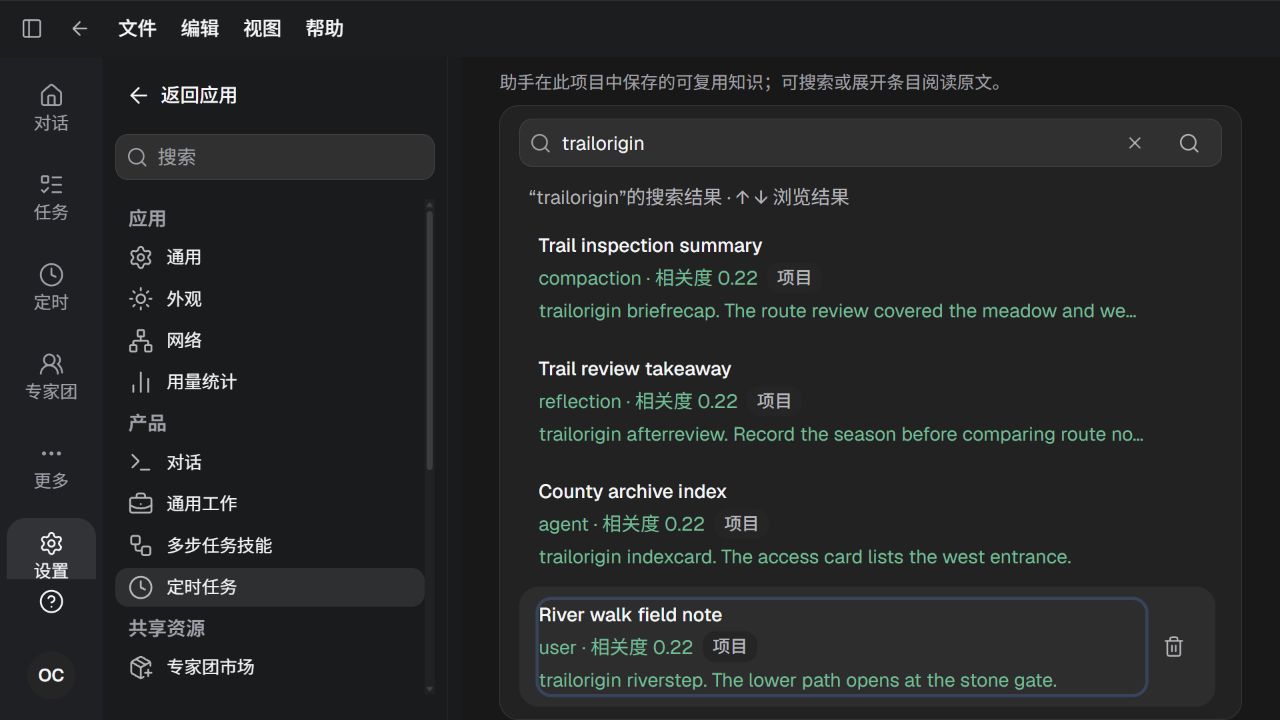 文件 编辑 视图 帮助
对话
任务
定时
专家团
更多
设置
OC
返回应用
搜索
应用
通用
外观
网络
用量统计
产品
对话
通用工作
多步任务技能
定时任务
共享资源
专家团市场
助手在此项目中保存的可复用知识；可搜索或展开条目阅读原文。
trailorigin
“trailorigin”的搜索结果 · ↑↓ 浏览结果
Trail inspection summary
compaction · 相关度 0.22 项目
trailorigin briefrecap. The route review covered the meadow and we…
Trail review takeaway
reflection · 相关度 0.22 项目
trailorigin afterreview. Record the season before comparing route no…
County archive index
agent · 相关度 0.22 项目
trailorigin indexcard. The access card lists the west entrance.
River walk field note
user · 相关度 0.22 项目
trailorigin riverstep. The lower path opens at the stone gate.